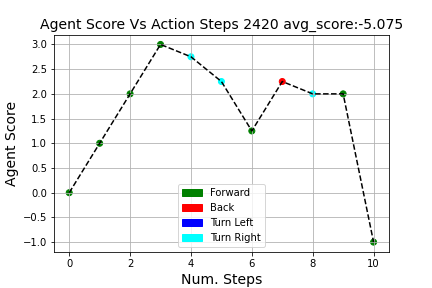 Agent Score Vs Action Steps 2420 avg_score:-5.075
Agent Score
3.0
2.5
2.0
1.5
1.0
0.5
0.0
−0.5
−1.0
Forward
Back
Turn Left
Turn Right
0 2 4 6 8 10
Num. Steps